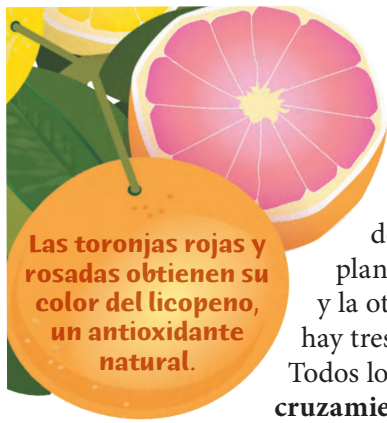 Las toronjas rojas y
rosadas obtienen su
color del licopeno,
un antioxidante
natural.
plan
y la ot
hay tres
Todos lo
cruzamie